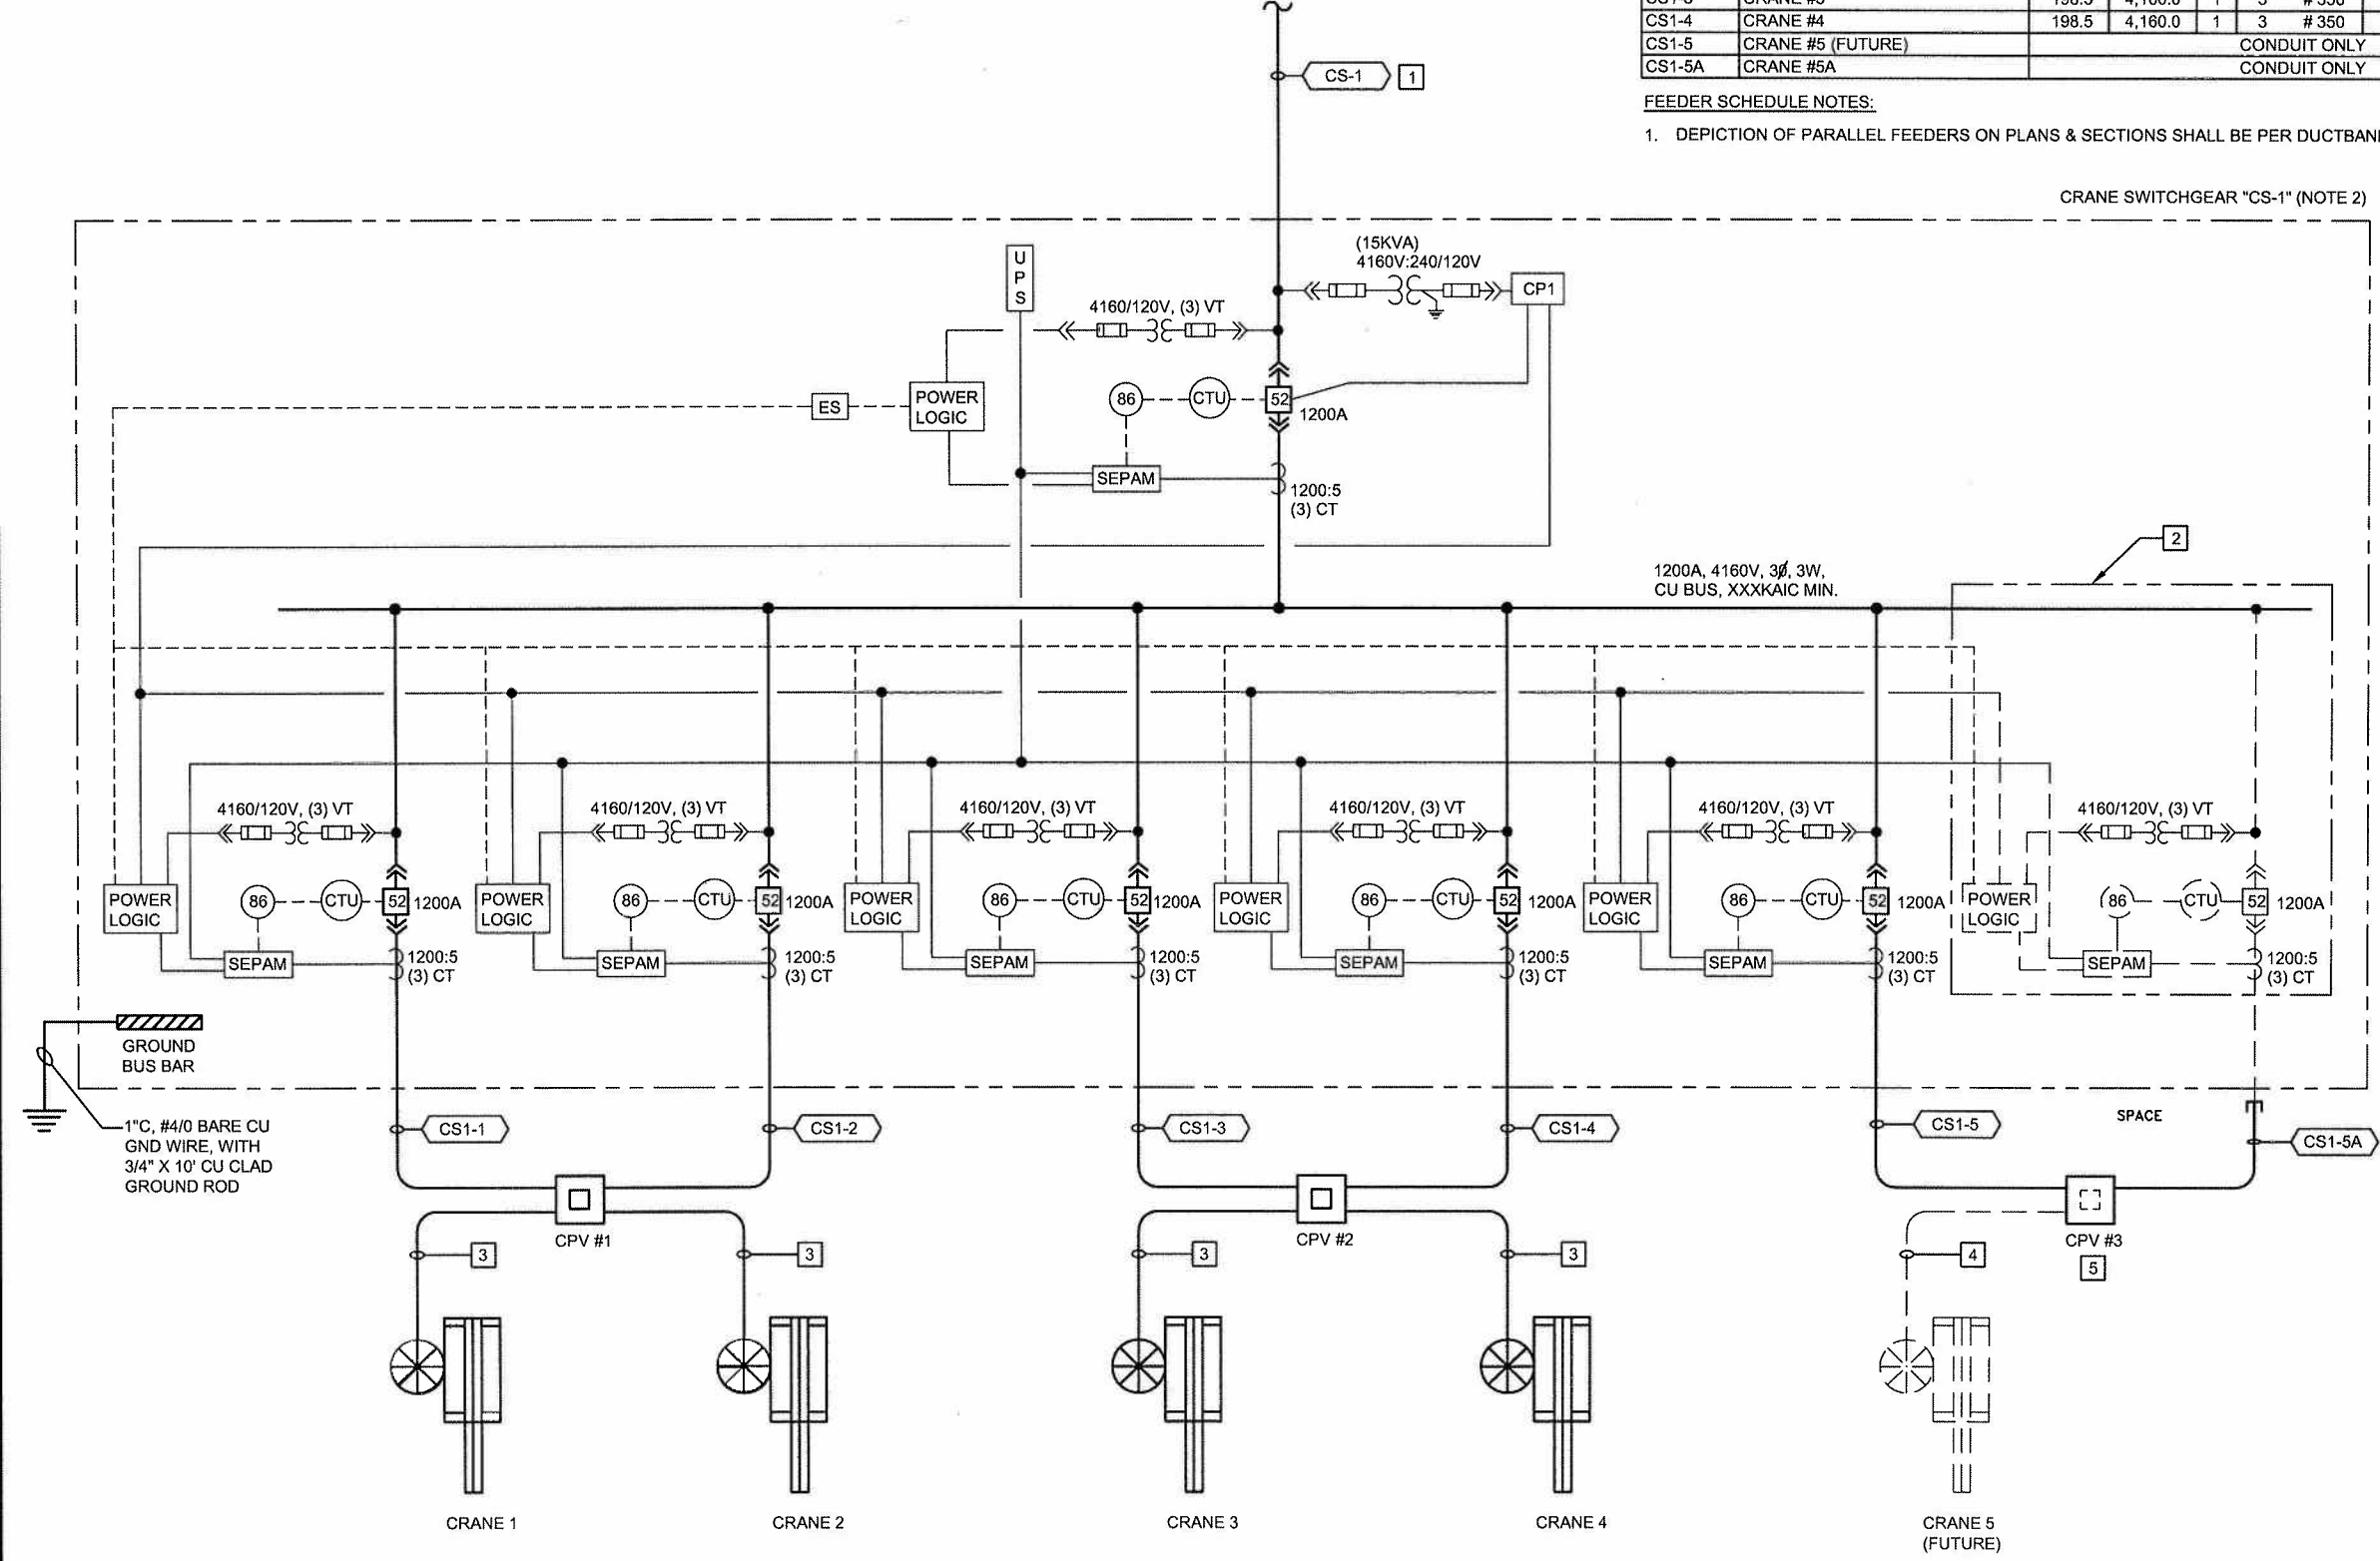 CS1-4 CRANE #4 198.5 4,160.0 1 3 # 350
CS1-5 CRANE #5 (FUTURE) CONDUIT ONLY
CS1-5A CRANE #5A CONDUIT ONLY
FEEDER SCHEDULE NOTES:
1. DEPICTION OF PARALLEL FEEDERS ON PLANS & SECTIONS SHALL BE PER DUCTBAN
CS-1 1
CRANE SWITCHGEAR "CS-1" (NOTE 2)
UPS
(15KVA)
4160V:240/120V
CP1
4160/120V, (3) VT
ES
POWER
LOGIC
86 CTU 52
1200A
SEPAM
1200:5
(3) CT
2
1200A, 4160V, 3Ø, 3W,
CU BUS, XXXKAIC MIN.
4160/120V, (3) VT
4160/120V, (3) VT
4160/120V, (3) VT
4160/120V, (3) VT
4160/120V, (3) VT
4160/120V, (3) VT
POWER
LOGIC
86 CTU 52 1200A
SEPAM
1200:5
(3) CT
POWER
LOGIC
86 CTU 52 1200A
SEPAM
1200:5
(3) CT
POWER
LOGIC
86 CTU 52 1200A
SEPAM
1200:5
(3) CT
POWER
LOGIC
86 CTU 52 1200A
SEPAM
1200:5
(3) CT
POWER
LOGIC
86 CTU 52 1200A
SEPAM
1200:5
(3) CT
POWER
LOGIC
86 CTU 52 1200A
SEPAM
1200:5
(3) CT
GROUND
BUS BAR
1"C, #4/0 BARE CU
GND WIRE, WITH
3/4" X 10' CU CLAD
GROUND ROD
CS1-1
CS1-2
CS1-3
CS1-4
CS1-5
SPACE
CS1-5A
CPV #1
CPV #2
CPV #3
5
3
3
3
3
4
CRANE 1
CRANE 2
CRANE 3
CRANE 4
CRANE 5
(FUTURE)